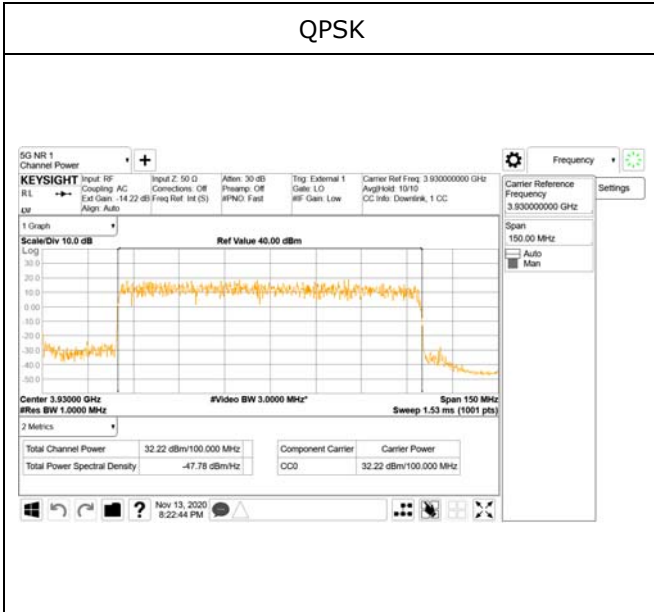 QPSK
5G NR 1
Channel Power
+
Frequency
KEYSIGHT
RL
Input: RF
Coupling: AC
Ext Gain: -14.22 dB
Align: Auto
Input Z: 50 Ω
Corrections: Off
Freq Ref: Int (S)
Atten: 30 dB
Preamp: Off
#PNO: Fast
Trig: External 1
Gate: LO
#IF Gain: Low
Carrier Ref Freq: 3.930000000 GHz
Avg|Hold: 10/10
CC Info: Downlink, 1 CC
Carrier Reference
Frequency
3.930000000 GHz
Settings
Span
150.00 MHz
Auto
Man
1 Graph
Scale/Div 10.0 dB
Ref Value 40.00 dBm
Log
30.0
20.0
10.0
0.00
-10.0
-20.0
-30.0
-40.0
-50.0
Center 3.93000 GHz
#Video BW 3.0000 MHz*
Span 150 MHz
#Res BW 1.0000 MHz
Sweep 1.53 ms (1001 pts)
2 Metrics
Total Channel Power 32.22 dBm/100.000 MHz
Total Power Spectral Density -47.78 dBm/Hz
Component Carrier Carrier Power
CC0 32.22 dBm/100.000 MHz
?
Nov 13, 2020
8:22:44 PM